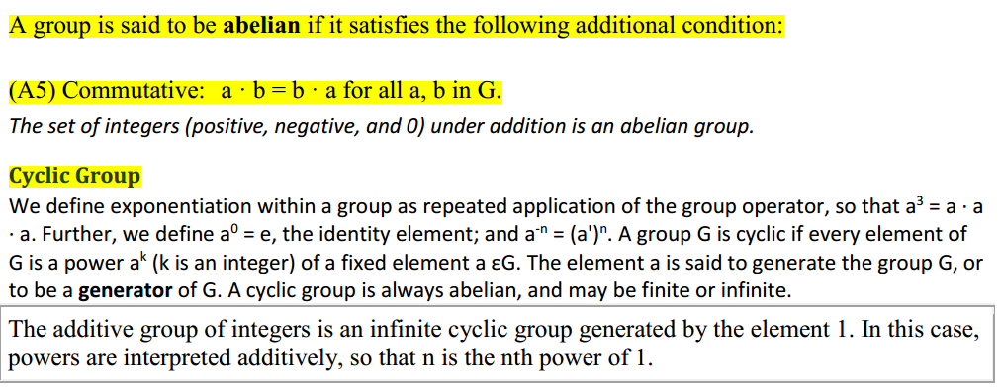 A group is said to be abelian if it satisfies the following additional condition:
(A5) Commutative: a · b = b · a for all a, b in G.
The set of integers (positive, negative, and 0) under addition is an abelian group.
Cyclic Group
We define exponentiation within a group as repeated application of the group operator, so that a³ = a · a
· a. Further, we define a⁰ = e, the identity element; and a⁻ⁿ = (a')ⁿ. A group G is cyclic if every element of
G is a power aᵏ (k is an integer) of a fixed element a εG. The element a is said to generate the group G, or
to be a generator of G. A cyclic group is always abelian, and may be finite or infinite.
The additive group of integers is an infinite cyclic group generated by the element 1. In this case,
powers are interpreted additively, so that n is the nth power of 1.